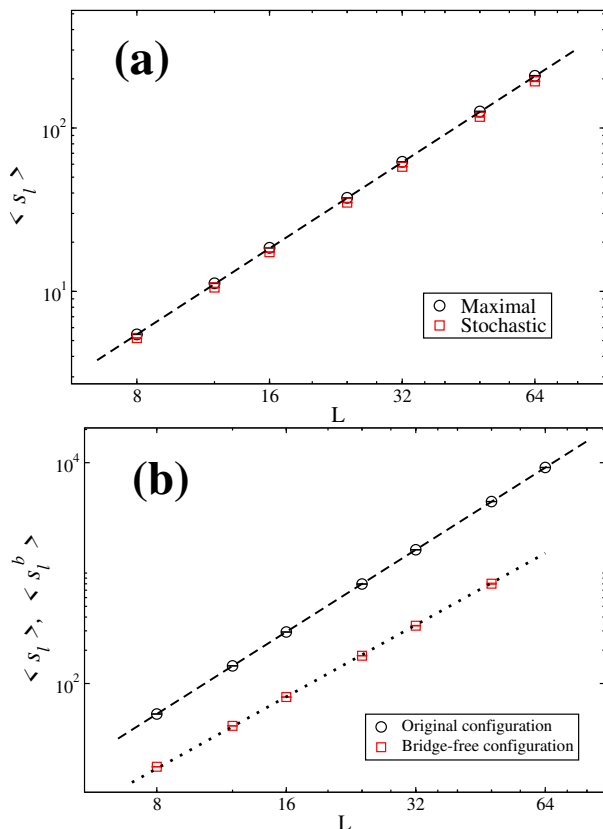 (a)
10^2
10^1
< s_l >
8
16
32
64
L
Maximal
Stochastic
(b)
10^4
10^2
< s_l >, < s_l^b >
8
16
32
64
L
Original configuration
Bridge-free configuration